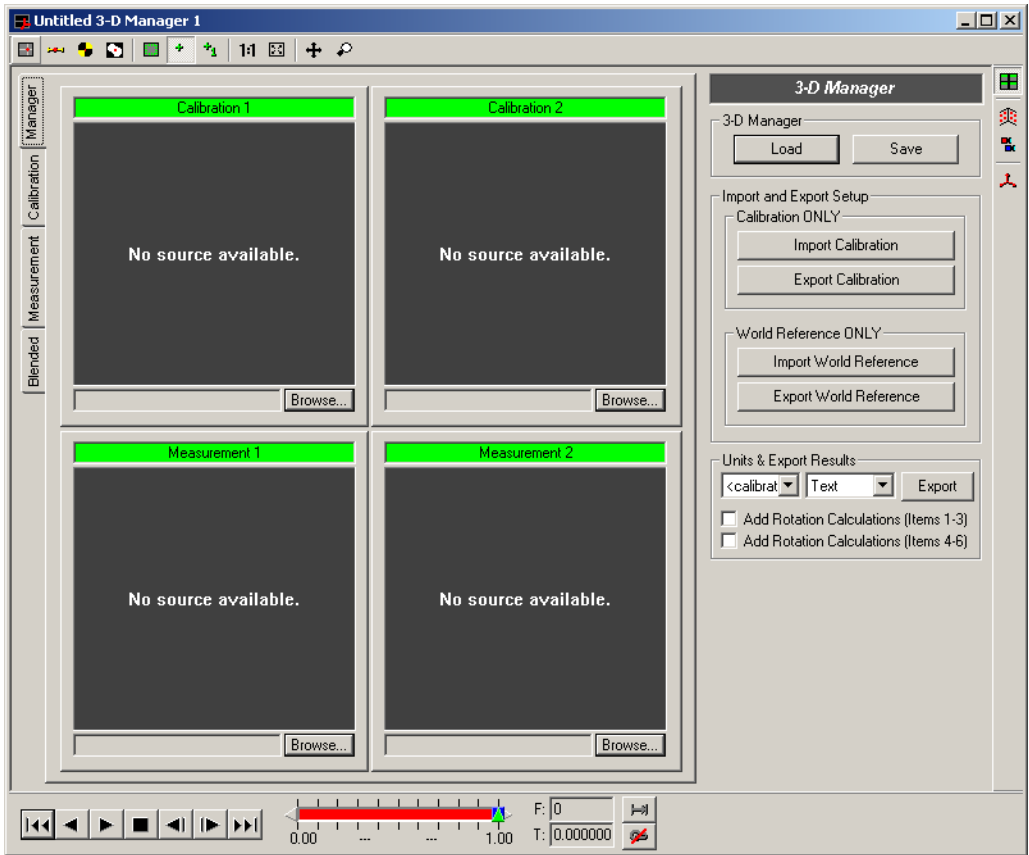 Untitled 3-D Manager 1
1:1
Manager
Calibration
Measurement
Blended
Calibration 1
No source available.
Browse...
Calibration 2
No source available.
Browse...
Measurement 1
No source available.
Browse...
Measurement 2
No source available.
Browse...
3-D Manager
3-D Manager
Load
Save
Import and Export Setup
Calibration ONLY
Import Calibration
Export Calibration
World Reference ONLY
Import World Reference
Export World Reference
Units & Export Results
<calibrat
Text
Export
Add Rotation Calculations (Items 1-3)
Add Rotation Calculations (Items 4-6)
0.00 --- --- 1.00
F: 0
T: 0.000000